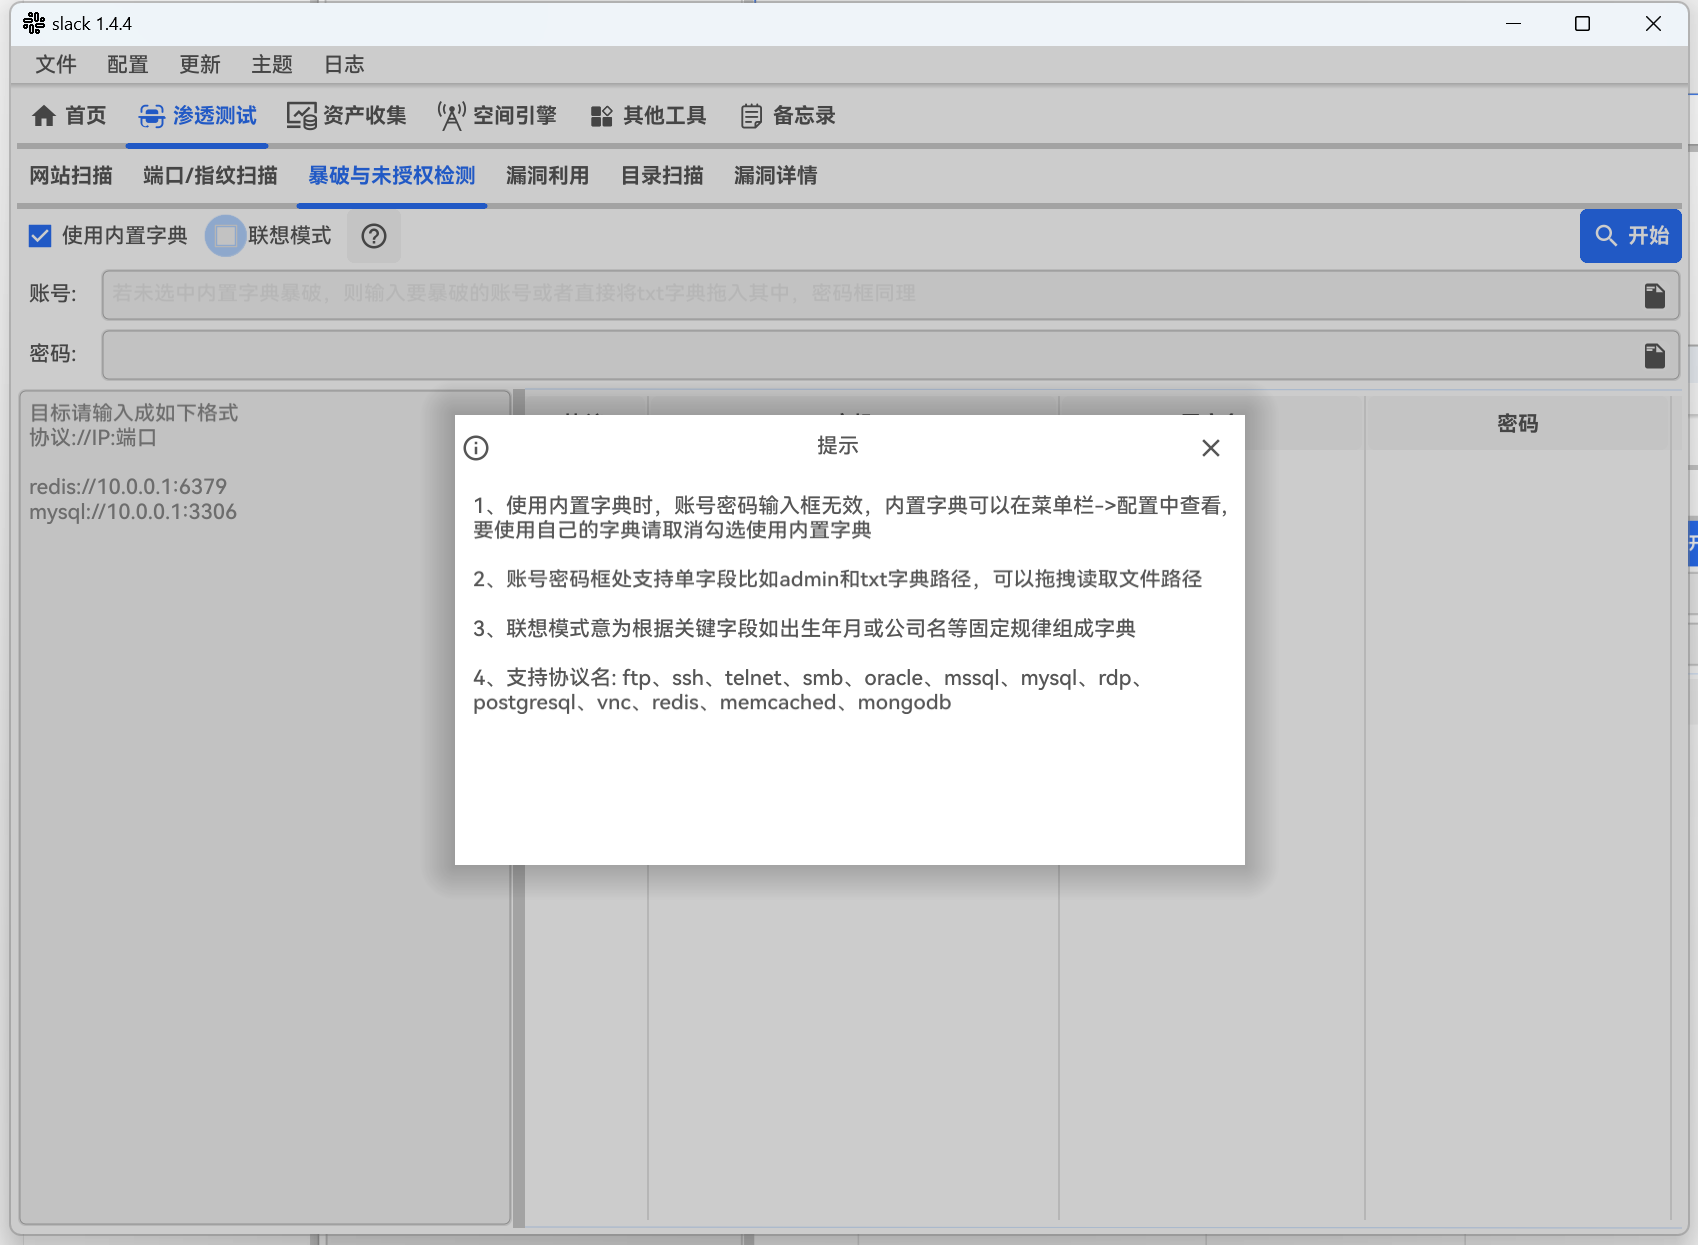 slack 1.4.4
文件 配置 更新 主题 日志
首页 渗透测试 资产收集 空间引擎 其他工具 备忘录
网站扫描 端口/指纹扫描 暴破与未授权检测 漏洞利用 目录扫描 漏洞详情
使用内置字典 联想模式 开始
账号: 若未选中内置字典暴破，则输入要暴破的账号或者直接将txt字典拖入其中，密码框同理
密码:
目标请输入成如下格式
协议://IP:端口
redis://10.0.0.1:6379
mysql://10.0.0.1:3306
密码
提示
1、使用内置字典时，账号密码输入框无效，内置字典可以在菜单栏->配置中查看，
要使用自己的字典请取消勾选使用内置字典
2、账号密码框处支持单字段比如admin和txt字典路径，可以拖拽读取文件路径
3、联想模式意为根据关键字段如出生年月或公司名等固定规律组成字典
4、支持协议名: ftp、ssh、telnet、smb、oracle、mssql、mysql、rdp、
postgresql、vnc、redis、memcached、mongodb